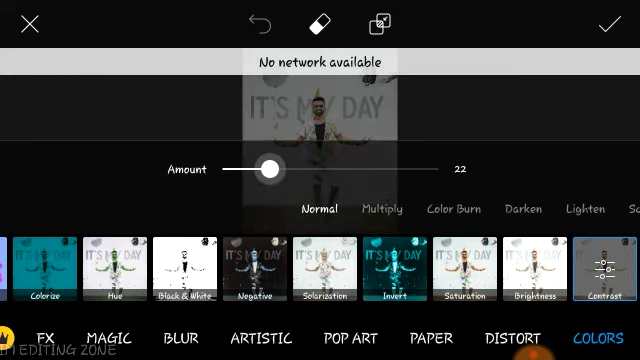 No network available
IT'S MY DAY
Amount 22
Normal Multiply Color Burn Darken Lighten
Colorize Hue Black & White Negative Solarization Invert Saturation Brightness Contrast
FX MAGIC BLUR ARTISTIC POP ART PAPER DISTORT COLORS
EDITING ZONE